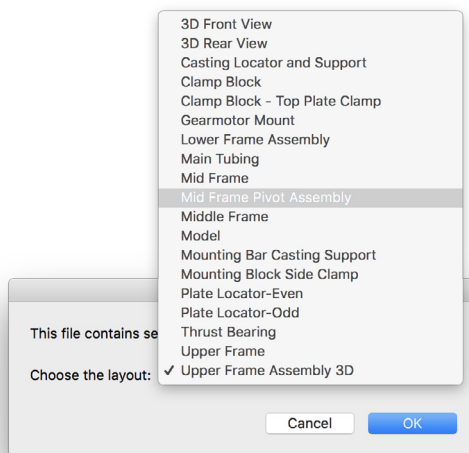 3D Front View
3D Rear View
Casting Locator and Support
Clamp Block
Clamp Block - Top Plate Clamp
Gearmotor Mount
Lower Frame Assembly
Main Tubing
Mid Frame
Mid Frame Pivot Assembly
Middle Frame
Model
Mounting Bar Casting Support
Mounting Block Side Clamp
Plate Locator-Even
Plate Locator-Odd
Thrust Bearing
Upper Frame
✓ Upper Frame Assembly 3D
This file contains se
Choose the layout:
Cancel
OK